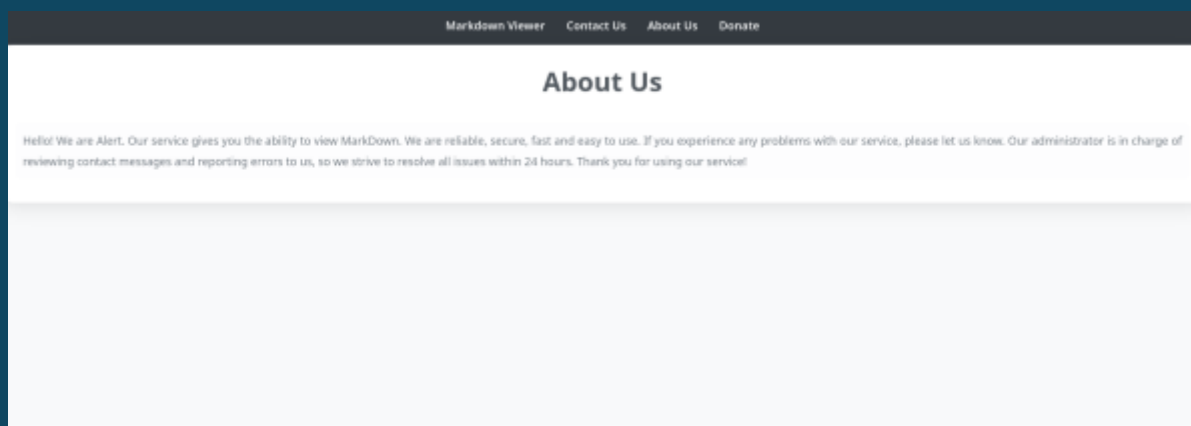 Markdown Viewer Contact Us About Us Donate
About Us
Hello! We are Alert. Our service gives you the ability to view MarkDown. We are reliable, secure, fast and easy to use. If you experience any problems with our service, please let us know. Our administrator is in charge of
reviewing contact messages and reporting errors to us, so we strive to resolve all issues within 24 hours. Thank you for using our service!